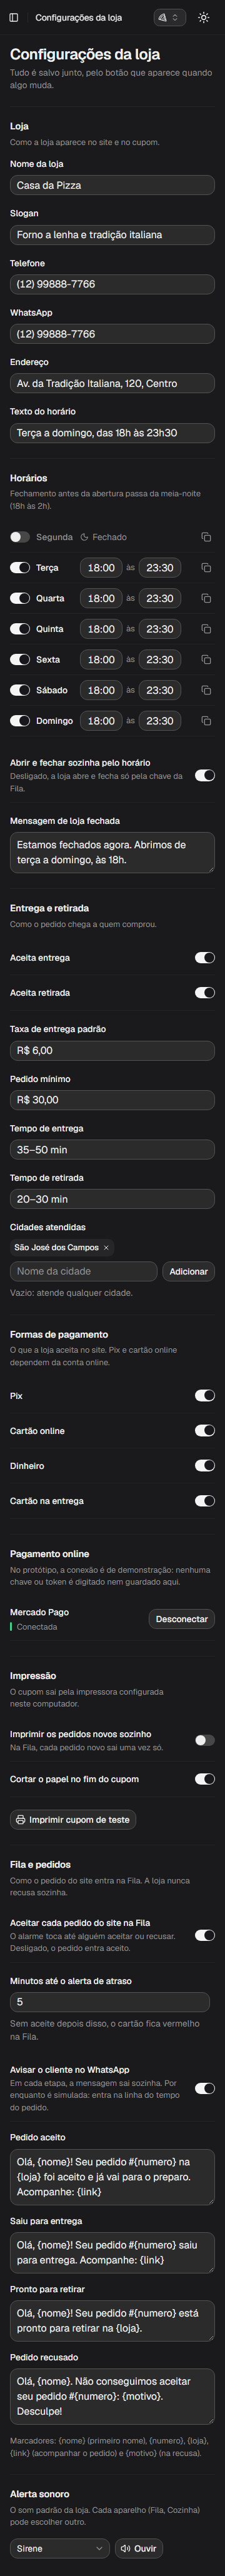 Configurações da loja
Configurações da loja
Tudo é salvo junto, pelo botão que aparece quando
algo muda.
Loja
Como a loja aparece no site e no cupom.
Nome da loja
Casa da Pizza
Slogan
Forno a lenha e tradição italiana
Telefone
(12) 99888-7766
WhatsApp
(12) 99888-7766
Endereço
Av. da Tradição Italiana, 120, Centro
Texto do horário
Terça a domingo, das 18h às 23h30
Horários
Fechamento antes da abertura passa da meia-noite
(18h às 2h).
Segunda Fechado
Terça 18:00 às 23:30
Quarta 18:00 às 23:30
Quinta 18:00 às 23:30
Sexta 18:00 às 23:30
Sábado 18:00 às 23:30
Domingo 18:00 às 23:30
Abrir e fechar sozinha pelo horário
Desligado, a loja abre e fecha só pela chave da
Fila.
Mensagem de loja fechada
Estamos fechados agora. Abrimos de
terça a domingo, às 18h.
Entrega e retirada
Como o pedido chega a quem comprou.
Aceita entrega
Aceita retirada
Taxa de entrega padrão
R$ 6,00
Pedido mínimo
R$ 30,00
Tempo de entrega
35–50 min
Tempo de retirada
20–30 min
Cidades atendidas
São José dos Campos ×
Nome da cidade Adicionar
Vazio: atende qualquer cidade.
Formas de pagamento
O que a loja aceita no site. Pix e cartão online
dependem da conta online.
Pix
Cartão online
Dinheiro
Cartão na entrega
Pagamento online
No protótipo, a conexão é de demonstração: nenhuma
chave ou token é digitado nem guardado aqui.
Mercado Pago
Conectada
Desconectar
Impressão
O cupom sai pela impressora configurada
neste computador.
Imprimir os pedidos novos sozinho
Na Fila, cada pedido novo sai uma vez só.
Cortar o papel no fim do cupom
Imprimir cupom de teste
Fila e pedidos
Como o pedido do site entra na Fila. A loja nunca
recusa sozinha.
Aceitar cada pedido do site na Fila
O alarme toca até alguém aceitar ou recusar.
Desligado, o pedido entra aceito.
Minutos até o alerta de atraso
5
Sem aceite depois disso, o cartão fica vermelho
na Fila.
Avisar o cliente no WhatsApp
Em cada etapa, a mensagem sai sozinha. Por
enquanto é simulada: entra na linha do tempo
do pedido.
Pedido aceito
Olá, {nome}! Seu pedido #{numero} na
{loja} foi aceito e já vai para o preparo.
Acompanhe: {link}
Saiu para entrega
Olá, {nome}! Seu pedido #{numero} saiu
para entrega. Acompanhe: {link}
Pronto para retirar
Olá, {nome}! Seu pedido #{numero} está
pronto para retirar na {loja}.
Pedido recusado
Olá, {nome}. Não conseguimos aceitar
seu pedido #{numero}: {motivo}.
Desculpe!
Marcadores: {nome} (primeiro nome), {numero}, {loja},
{link} (acompanhar o pedido) e {motivo} (na recusa).
Alerta sonoro
O som padrão da loja. Cada aparelho (Fila, Cozinha)
pode escolher outro.
Sirene Ouvir